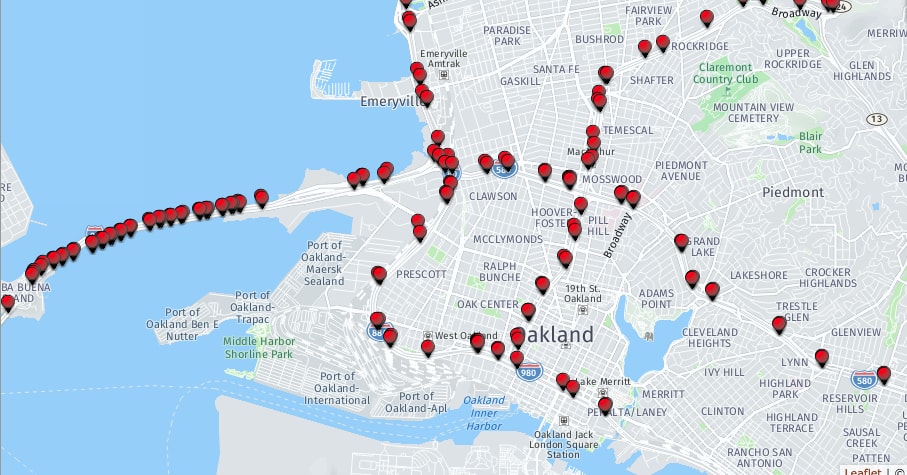 Ash
FAIRVIEW
PARK
Broadway
24
PARADISE
PARK
BUSHROD
ROCKRIDGE
MERRIW
Emeryville
Amtrak
UPPER
ROCKRIDGE
SANTA FE
GASKILL
SHAFTER
Claremont
Country Club
GLEN
HIGHLANDS
Emeryville
MOUNTAIN VIEW
CEMETERY
13
TEMESCAL
Blair
Park
PIEDMONT
AVENUE
MOSSWOOD
Piedmont
RE
CLAWSON
HOOVER-
FOSTER
PILL
HILL
Broadway
MCCLYMONDS
GRAND
LAKE
Port of
Oakland-
Maersk
Sealand
PRESCOTT
RALPH
BUNCHE
LAKESHORE
CROCKER
HIGHLANDS
BA BUENA
AND
19th St.
Oakland
ADAMS
POINT
Port of
Oakland-
Trapac
OAK CENTER
TRESTLE
GLEN
Port of
Oakland Ben E
Nutter
West Oakland
Oakland
CLEVELAND
HEIGHTS
GLENVIEW
Middle Harbor
Shoreline Park
LYNN
IVY HILL
980
580
Port of
Oakland-
International
HIGHLAND
PARK
Lake Merritt
MERRITT
RESERVOIR
HILLS
Port of
Oakland-Apl
Oakland
Inner
Harbor
PERALTA/LANEY
CLINTON
HIGHLAND
TERRACE
Oakland Jack
London Square
Station
SAUSAL
CREEK
RANCHO SAN
ANTONIO
PATTEN
Leaflet | ©